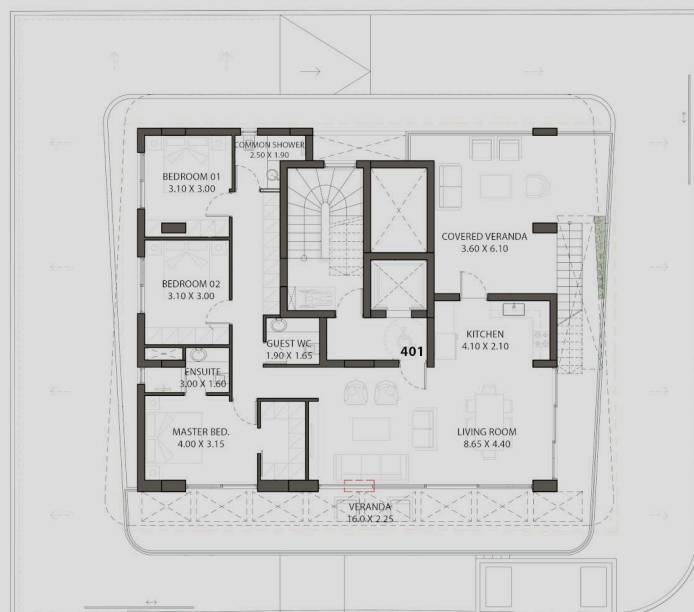 COMMON SHOWER
2.50 X 1.90
BEDROOM 01
3.10 X 3.00
COVERED VERANDA
3.60 X 6.10
BEDROOM 02
3.10 X 3.00
KITCHEN
4.10 X 2.10
GUEST WC
1.90 X 1.65
401
ENSUITE
3.00 X 1.60
MASTER BED.
4.00 X 3.15
LIVING ROOM
8.65 X 4.40
VERANDA
16.0 X 2.25